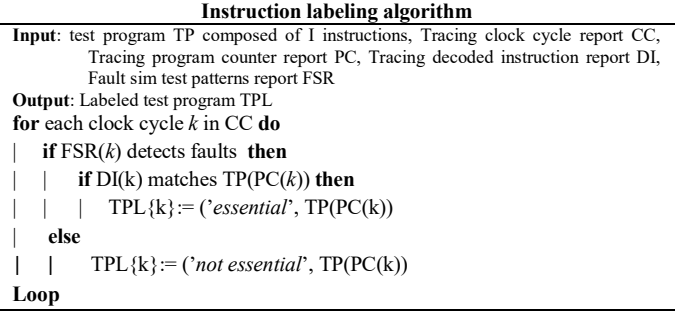 Instruction labeling algorithm
Input: test program TP composed of I instructions, Tracing clock cycle report CC,
Tracing program counter report PC, Tracing decoded instruction report DI,
Fault sim test patterns report FSR
Output: Labeled test program TPL
for each clock cycle k in CC do
| if FSR(k) detects faults then
| | if DI(k) matches TP(PC(k)) then
| | | TPL{k}:= ('essential', TP(PC(k))
| else
| | TPL{k}:= ('not essential', TP(PC(k))
Loop